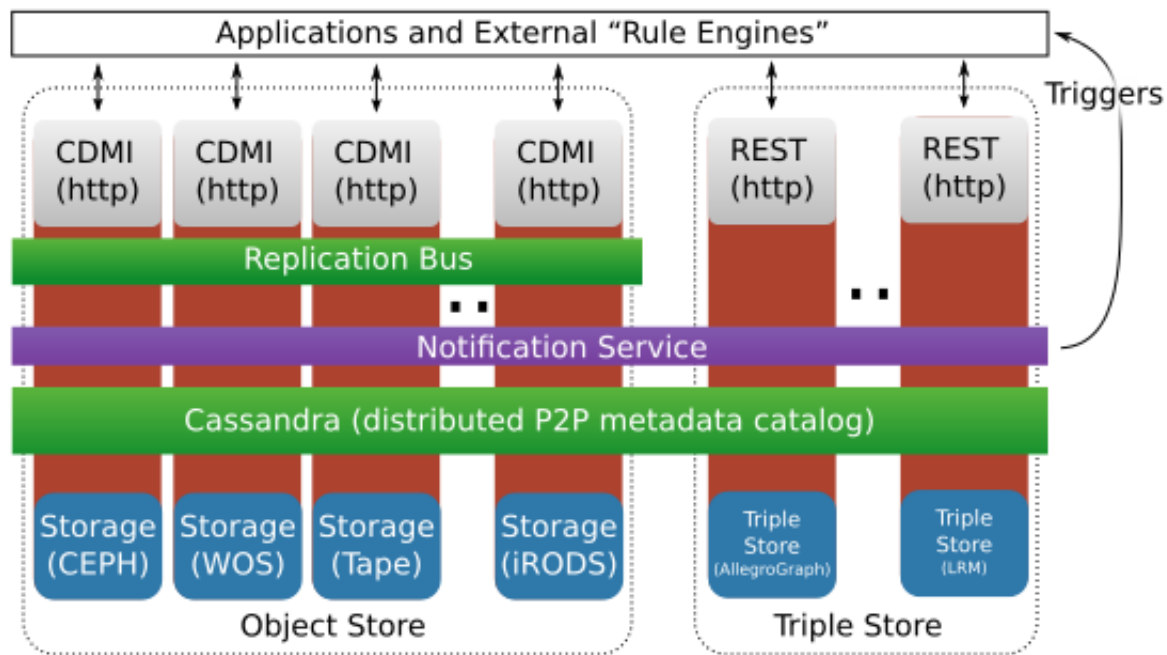 Applications and External “Rule Engines”
Triggers
CDMI
(http)
CDMI
(http)
CDMI
(http)
CDMI
(http)
REST
(http)
REST
(http)
Replication Bus
Notification Service
Cassandra (distributed P2P metadata catalog)
Storage
(CEPH)
Storage
(WOS)
Storage
(Tape)
Storage
(iRODS)
Triple
Store
(AllegroGraph)
Triple
Store
(LRM)
Object Store
Triple Store